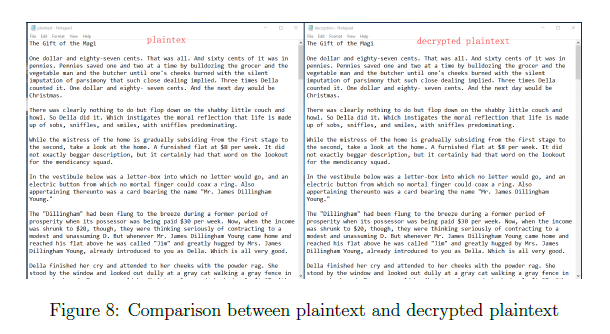 plaintext - Notepad
File Edit Format View Help
plaintex
The Gift of the Magi
One dollar and eighty-seven cents. That was all. And sixty cents of it was in
pennies. Pennies saved one and two at a time by bulldozing the grocer and the
vegetable man and the butcher until one's cheeks burned with the silent
imputation of parsimony that such close dealing implied. Three times Della
counted it. One dollar and eighty- seven cents. And the next day would be
Christmas.
There was clearly nothing to do but flop down on the shabby little couch and
howl. So Della did it. Which instigates the moral reflection that life is made
up of sobs, sniffles, and smiles, with sniffles predominating.
While the mistress of the home is gradually subsiding from the first stage to
the second, take a look at the home. A furnished flat at $8 per week. It did
not exactly beggar description, but it certainly had that word on the lookout
for the mendicancy squad.
In the vestibule below was a letter-box into which no letter would go, and an
electric button from which no mortal finger could coax a ring. Also
appertaining thereunto was a card bearing the name "Mr. James Dillingham
Young."
The "Dillingham" had been flung to the breeze during a former period of
prosperity when its possessor was being paid $30 per week. Now, when the income
was shrunk to $20, though, they were thinking seriously of contracting to a
modest and unassuming D. But whenever Mr. James Dillingham Young came home and
reached his flat above he was called "Jim" and greatly hugged by Mrs. James
Dillingham Young, already introduced to you as Della. Which is all very good.
Della finished her cry and attended to her cheeks with the powder rag. She
stood by the window and looked out dully at a gray cat walking a gray fence in
decryption - Notepad
File Edit Format View Help
decrypted plaintext
The Gift of the Magi
One dollar and eighty-seven cents. That was all. And sixty cents of it was in
pennies. Pennies saved one and two at a time by bulldozing the grocer and the
vegetable man and the butcher until one's cheeks burned with the silent
imputation of parsimony that such close dealing implied. Three times Della
counted it. One dollar and eighty- seven cents. And the next day would be
Christmas.
There was clearly nothing to do but flop down on the shabby little couch and
howl. So Della did it. Which instigates the moral reflection that life is made
up of sobs, sniffles, and smiles, with sniffles predominating.
While the mistress of the home is gradually subsiding from the first stage to
the second, take a look at the home. A furnished flat at $8 per week. It did
not exactly beggar description, but it certainly had that word on the lookout
for the mendicancy squad.
In the vestibule below was a letter-box into which no letter would go, and an
electric button from which no mortal finger could coax a ring. Also
appertaining thereunto was a card bearing the name "Mr. James Dillingham
Young."
The "Dillingham" had been flung to the breeze during a former period of
prosperity when its possessor was being paid $30 per week. Now, when the income
was shrunk to $20, though, they were thinking seriously of contracting to a
modest and unassuming D. But whenever Mr. James Dillingham Young came home and
reached his flat above he was called "Jim" and greatly hugged by Mrs. James
Dillingham Young, already introduced to you as Della. Which is all very good.
Della finished her cry and attended to her cheeks with the powder rag. She
stood by the window and looked out dully at a gray cat walking a gray fence in
Figure 8: Comparison between plaintext and decrypted plaintext